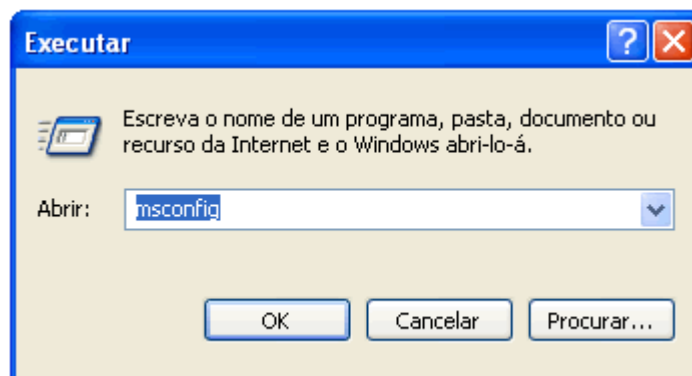 Executar
Escreva o nome de um programa, pasta, documento ou
recurso da Internet e o Windows abri-lo-á.
Abrir: msconfig
OK Cancelar Procurar...